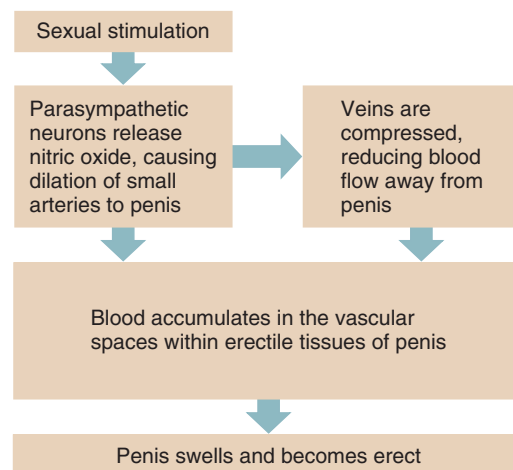 Sexual stimulation
Parasympathetic
neurons release
nitric oxide, causing
dilation of small
arteries to penis
Veins are
compressed,
reducing blood
flow away from
penis
Blood accumulates in the vascular
spaces within erectile tissues of penis
Penis swells and becomes erect